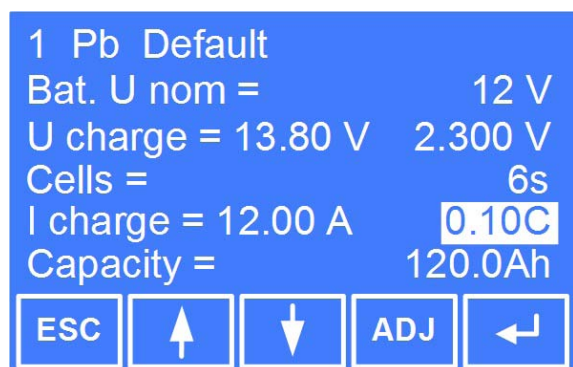 1 Pb Default
Bat. U nom = 12 V
U charge = 13.80 V 2.300 V
Cells = 6s
I charge = 12.00 A 0.10C
Capacity = 120.0Ah
ESC ADJ